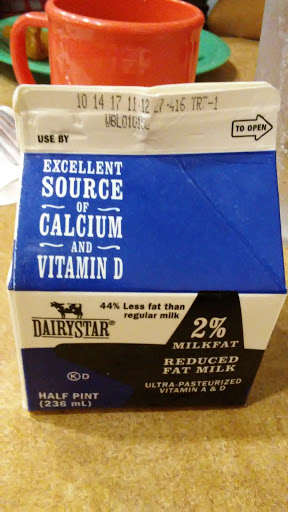 10 14 17 11:12 27-416 TRT-1
USE BY
TO OPEN
EXCELLENT
SOURCE
OF
CALCIUM
AND
VITAMIN D
44% Less fat than
regular milk
DAIRYSTAR®
2%
MILKFAT
REDUCED
FAT MILK
ULTRA-PASTEURIZED
VITAMIN A & D
K D
HALF PINT
(236 mL)